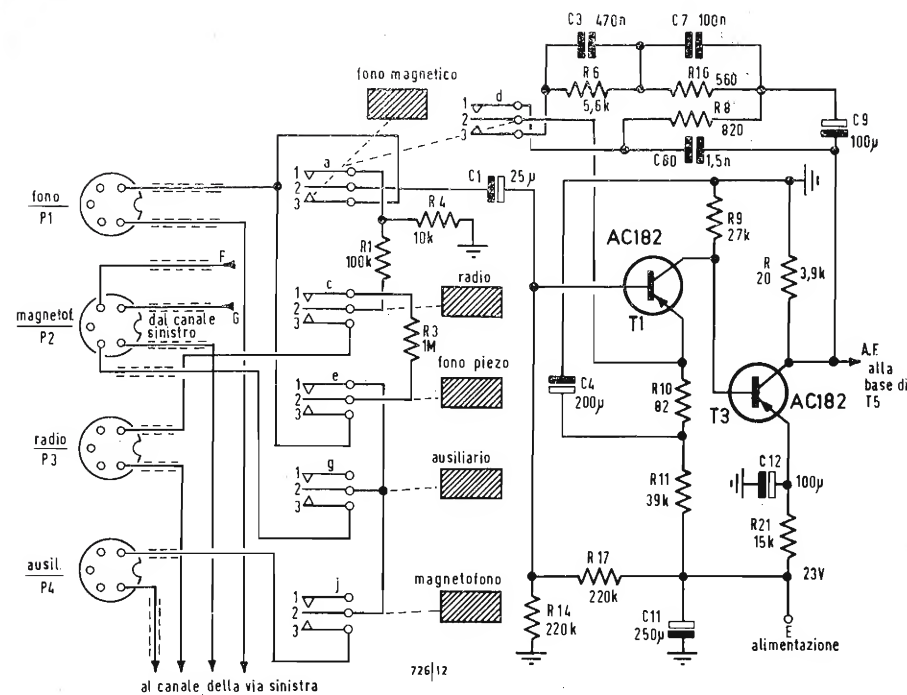 C3 470n
C7 100n
R6
5,6k
R16
560
R8
820
C80
1,5n
C9
100µ
fono magnetico
d
1
2
3
a
1
2
3
C1
25 µ
R4
10k
R1
100k
fono
P1
F
G
magnetof.
P2
dal canale
sinistro
radio
P3
ausil.
P4
c
1
2
3
radio
R3
1M
fono piezo
e
1
2
3
g
1
2
3
ausiliario
j
1
2
3
magnetofono
AC182
T1
R9
27k
R
20
3,9k
A.F.
alla
base di
T5
T3
AC182
C4
200µ
R10
82
R11
39k
C12
100µ
R21
15k
23V
R17
220k
R14
220k
C11
250µ
E
alimentazione
726/12
al canale della via sinistra